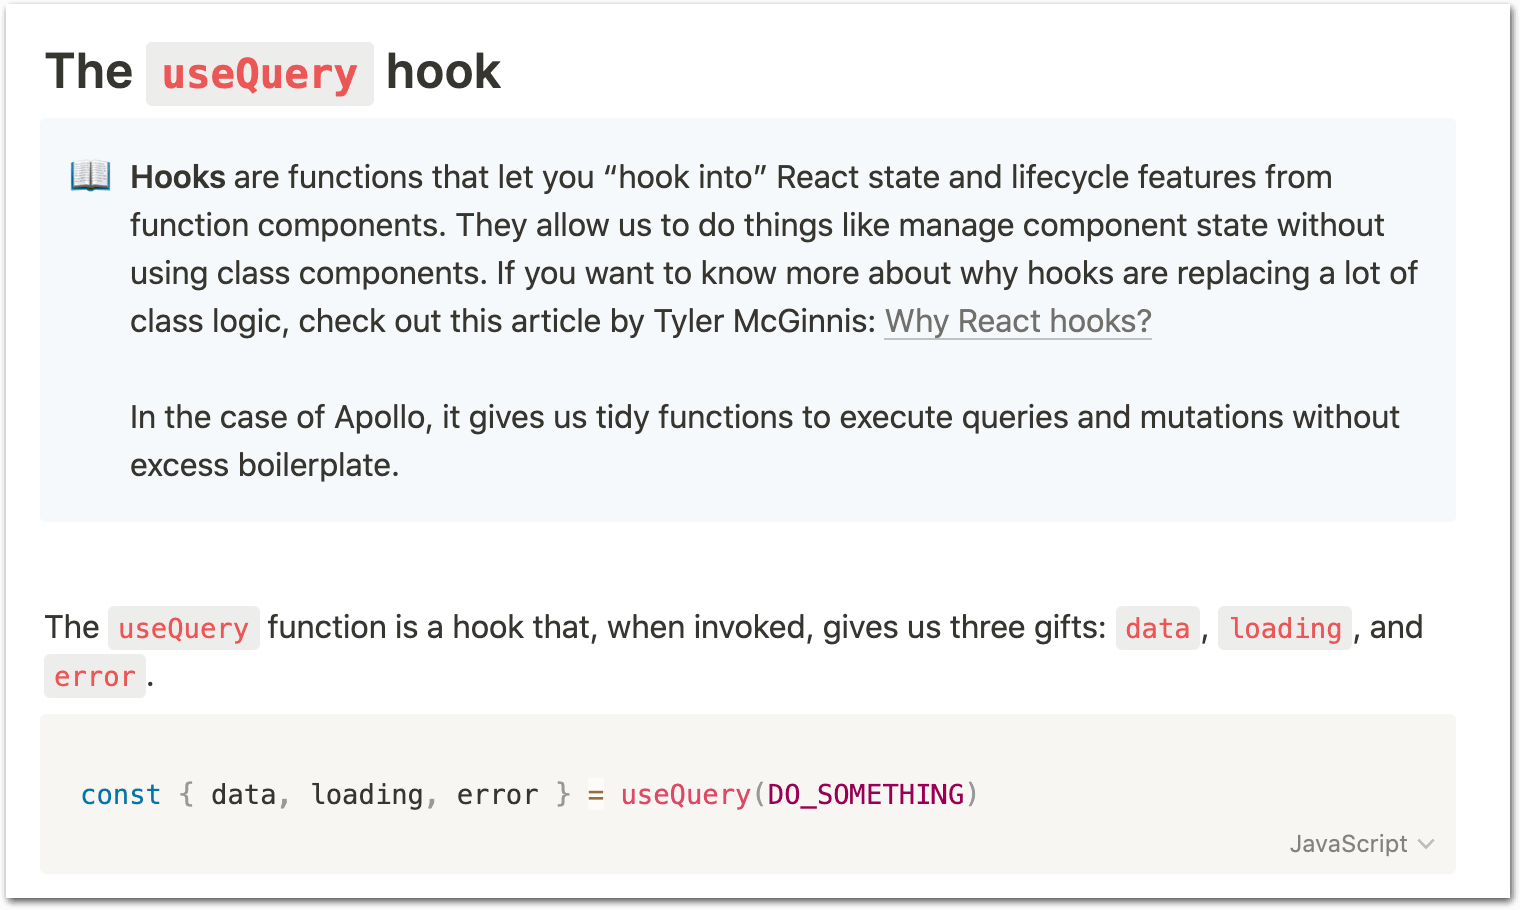 The useQuery hook
Hooks are functions that let you “hook into” React state and lifecycle features from
function components. They allow us to do things like manage component state without
using class components. If you want to know more about why hooks are replacing a lot of
class logic, check out this article by Tyler McGinnis: Why React hooks?
In the case of Apollo, it gives us tidy functions to execute queries and mutations without
excess boilerplate.
The useQuery function is a hook that, when invoked, gives us three gifts: data, loading, and
error.
const { data, loading, error } = useQuery(DO_SOMETHING)
JavaScript